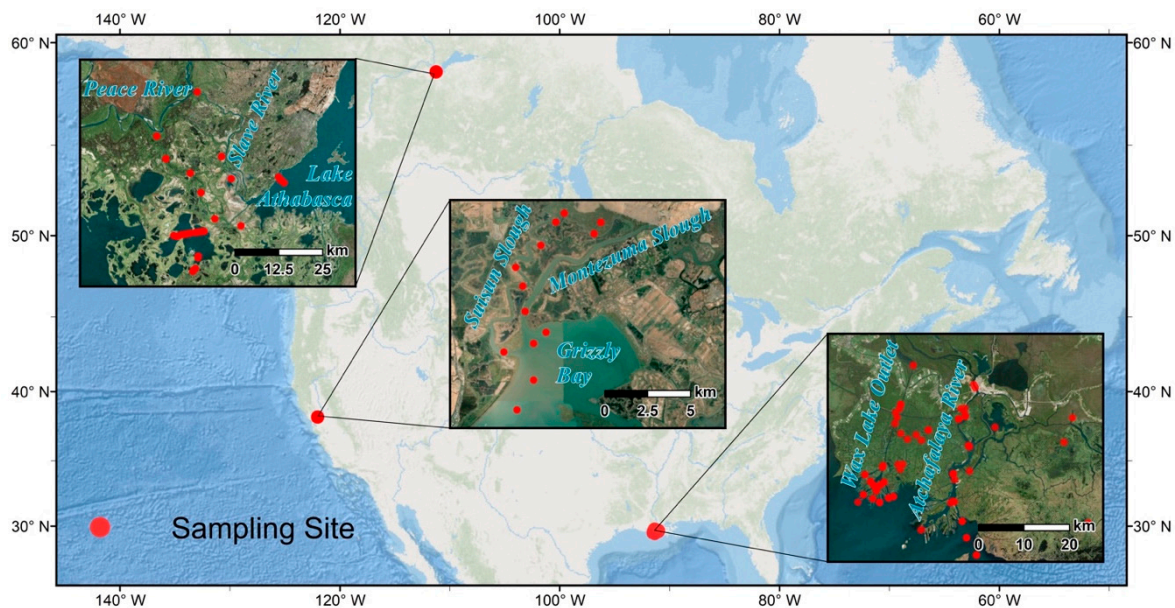 140° W 120° W 100° W 80° W 60° W
60° N 60° N
Peace River
Slave River
Lake
Athabasca
km
0 12.5 25
50° N 50° N
Suisun Slough
Montezuma Slough
Grizzly
Bay
km
0 2.5 5
40° N 40° N
Wax Lake Outlet
Atchafalaya River
km
0 10 20
30° N 30° N
Sampling Site
140° W 120° W 100° W 80° W 60° W